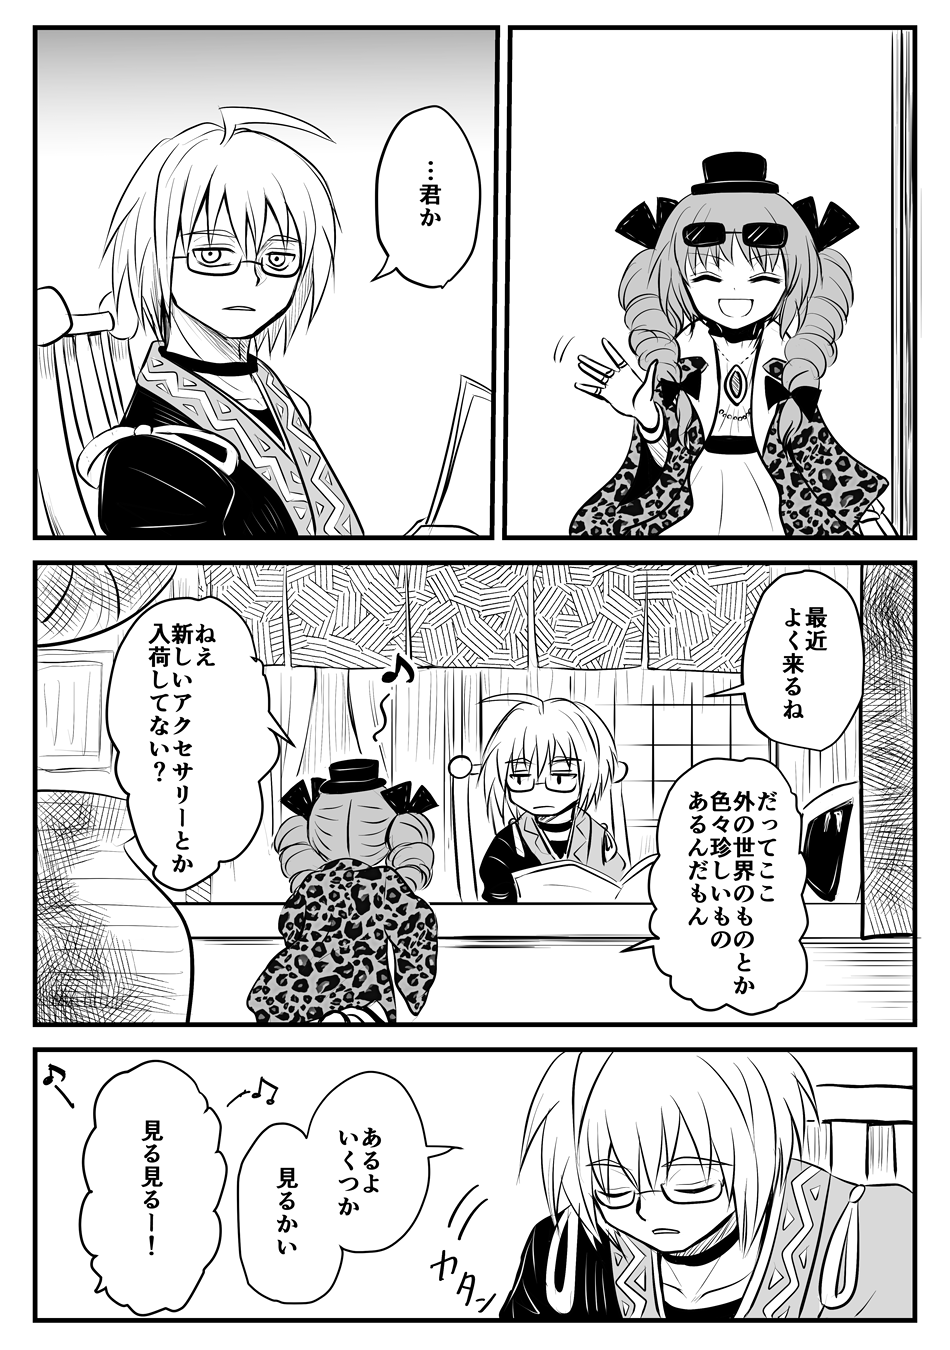 …君か
最近
よく来るね
だってここ
外の世界のものとか
色々珍しいもの
あるんだもん
ねえ
新しいアクセサリーとか
入荷してない？
あるよ
いくつか
見るかい
カタン
見る見るー！